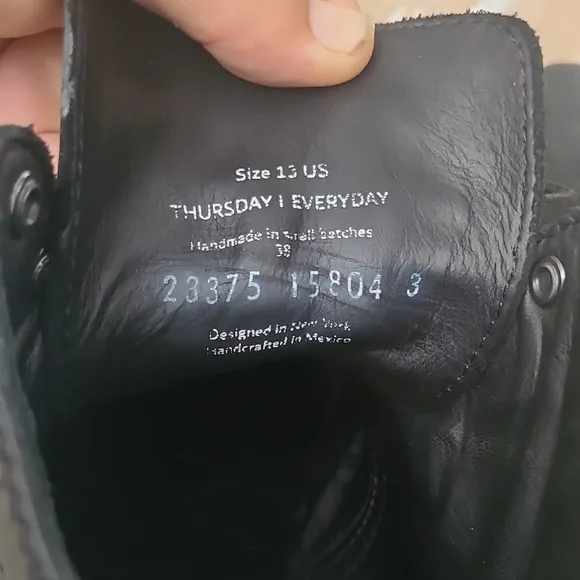 Size 13 US
THURSDAY | EVERYDAY
Handmade in small batches
38
23375 15804 3
Designed in New York
Handcrafted in Mexico